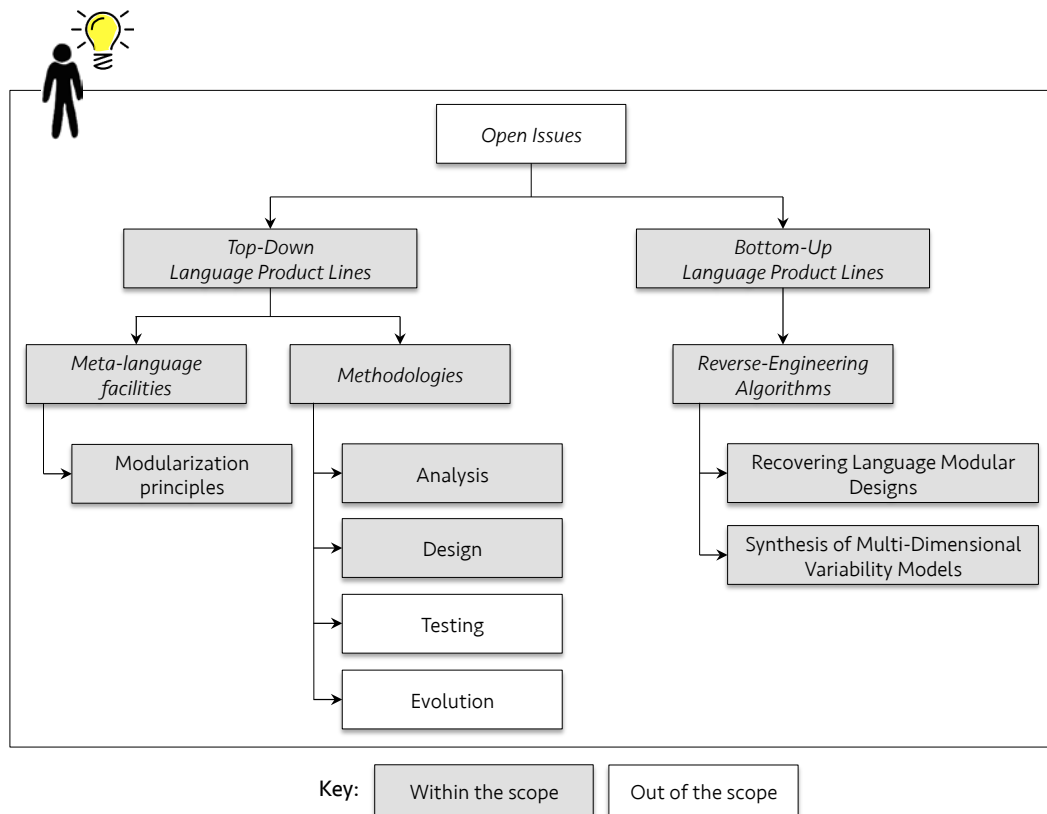 Open Issues
Top-Down
Language Product Lines
Bottom-Up
Language Product Lines
Meta-language
facilities
Methodologies
Reverse-Engineering
Algorithms
Modularization
principles
Analysis
Design
Testing
Evolution
Recovering Language Modular
Designs
Synthesis of Multi-Dimensional
Variability Models
Key:
Within the scope
Out of the scope